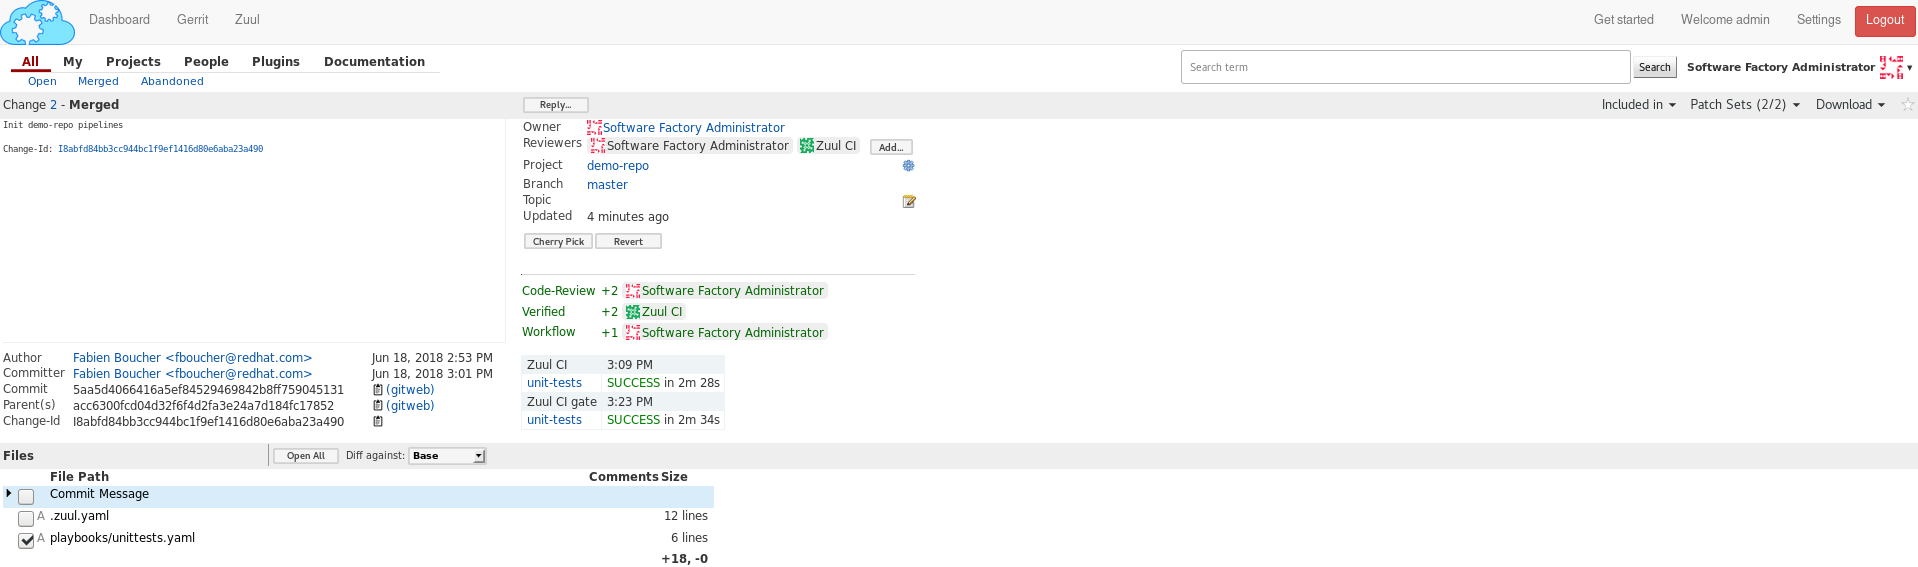 Dashboard Gerrit Zuul Get started Welcome admin Settings Logout
All My Projects People Plugins Documentation Search term Search Software Factory Administrator
Open Merged Abandoned
Change 2 - Merged Reply... Included in Patch Sets (2/2) Download
Init demo-repo pipelines
Change-Id: I8abfd84bb3cc944bc1f9ef1416d80e6aba23a490
Owner Software Factory Administrator
Reviewers Software Factory Administrator Zuul CI Add...
Project demo-repo
Branch master
Topic
Updated 4 minutes ago
Cherry Pick Revert
Code-Review +2 Software Factory Administrator
Verified +2 Zuul CI
Workflow +1 Software Factory Administrator
Author Fabien Boucher <fboucher@redhat.com> Jun 18, 2018 2:53 PM
Committer Fabien Boucher <fboucher@redhat.com> Jun 18, 2018 3:01 PM
Commit 5aa5d4066416a5ef84529469842b8ff759045131 (gitweb)
Parent(s) acc6300fcd04d32f6f4d2fa3e24a7d184fc17852 (gitweb)
Change-Id I8abfd84bb3cc944bc1f9ef1416d80e6aba23a490
Zuul CI 3:09 PM
unit-tests SUCCESS in 2m 28s
Zuul CI gate 3:23 PM
unit-tests SUCCESS in 2m 34s
Files Open All Diff against: Base
File Path Comments Size
Commit Message
A .zuul.yaml 12 lines
A playbooks/unittests.yaml 6 lines
+18, -0